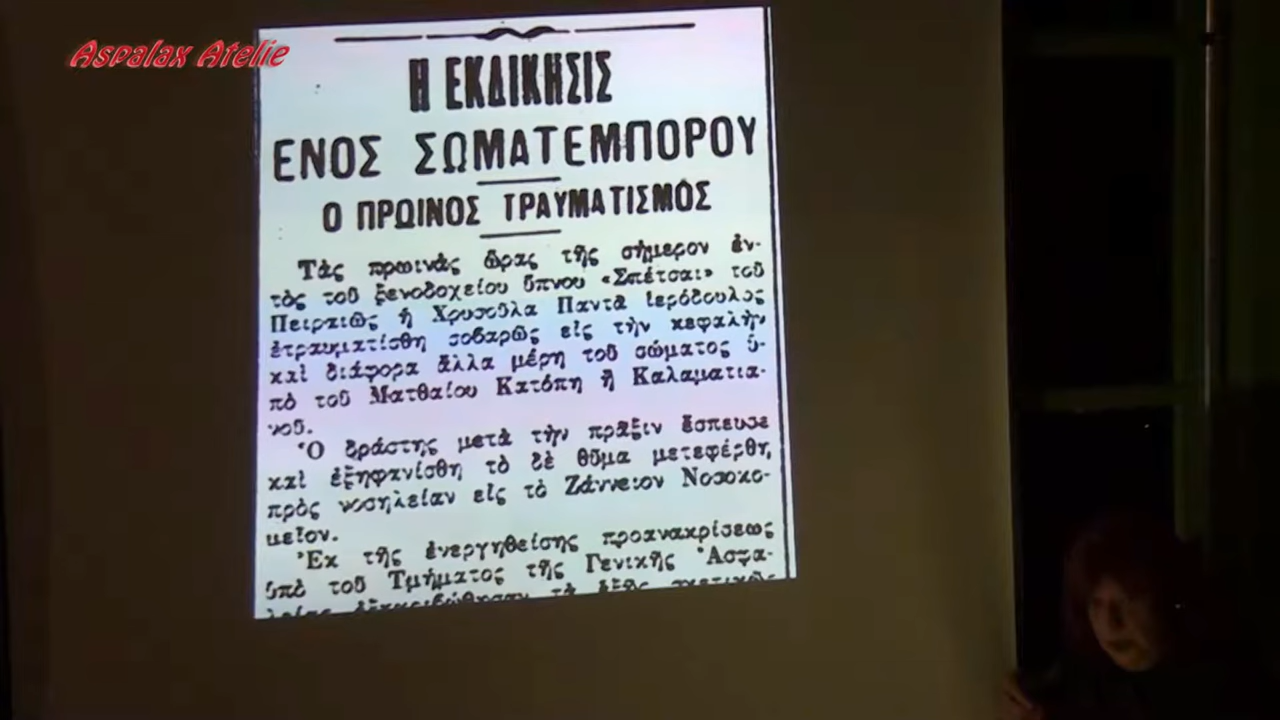 Aspalax Atelie
Η ΕΚΔΙΚΗΣΙΣ
ΕΝΟΣ ΣΩΜΑΤΕΜΠΟΡΟΥ
Ο ΠΡΩΙΝΟΣ ΤΡΑΥΜΑΤΙΣΜΟΣ
Τὰς πρωινὰς ὥρας τῆς σήμερον ἐν-
τὸς τοῦ ξενοδοχείου ὕπνου «Σπέτσαι» τοῦ
Πειραιῶς ἡ Χρυσοῦλα Παντᾶ ἱερόδουλος
ἐτραυματίσθη σοβαρῶς εἰς τὴν κεφαλὴν
καὶ διάφορα ἄλλα μέρη τοῦ σώματος ὑ-
πὸ τοῦ Ματθαίου Κατόπη ἢ Καλαματια-
νοῦ.
Ὁ δράστης μετὰ τὴν πρᾶξιν ἔσπευσε
καὶ ἐξηφανίσθη τὸ δὲ θῦμα μετεφέρθη
πρὸς νοσηλείαν εἰς τὸ Ζάννειον Νοσοκο-
μεῖον.
Ἐκ τῆς ἐνεργηθείσης προανακρίσεως
ὑπὸ τοῦ Τμήματος τῆς Γενικῆς Ἀσφα-